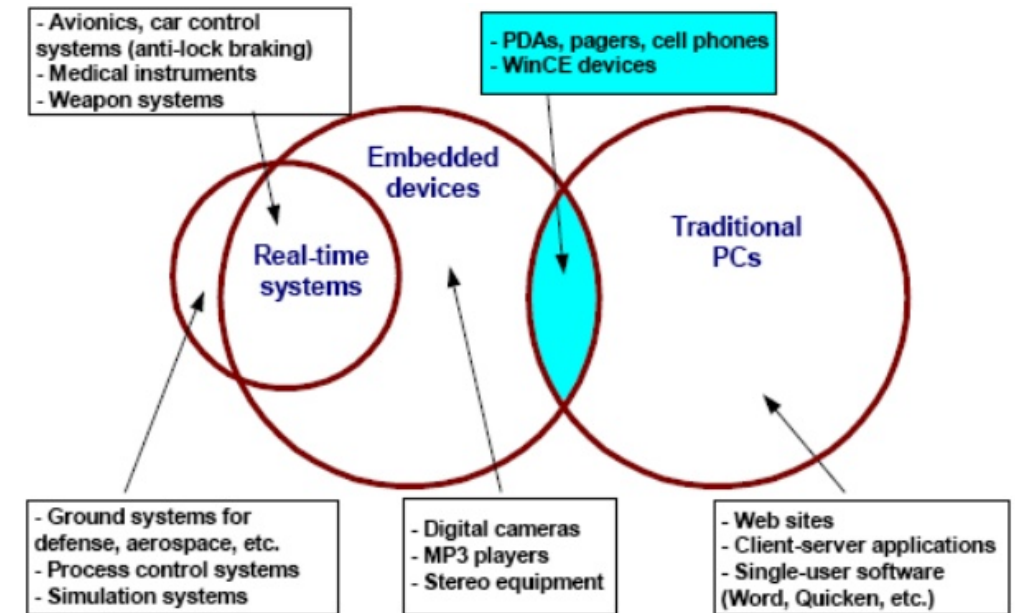 - Avionics, car control
systems (anti-lock braking)
- Medical instruments
- Weapon systems
- PDAs, pagers, cell phones
- WinCE devices
Embedded
devices
Real-time
systems
Traditional
PCs
- Ground systems for
defense, aerospace, etc.
- Process control systems
- Simulation systems
- Digital cameras
- MP3 players
- Stereo equipment
- Web sites
- Client-server applications
- Single-user software
(Word, Quicken, etc.)